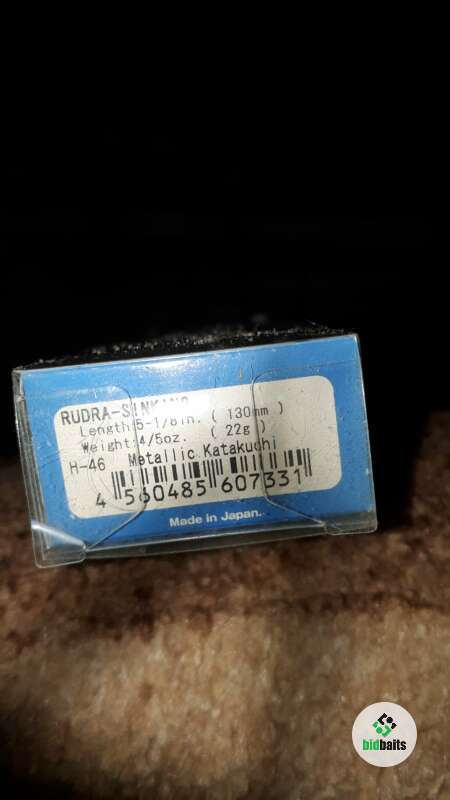 RUDRA-SINKING
Length:5-1/8in. ( 130mm )
Weight:4/5oz. ( 22g )
H-46 Metallic Katakuchi
4 560485 607331
Made in Japan.
bidbaits